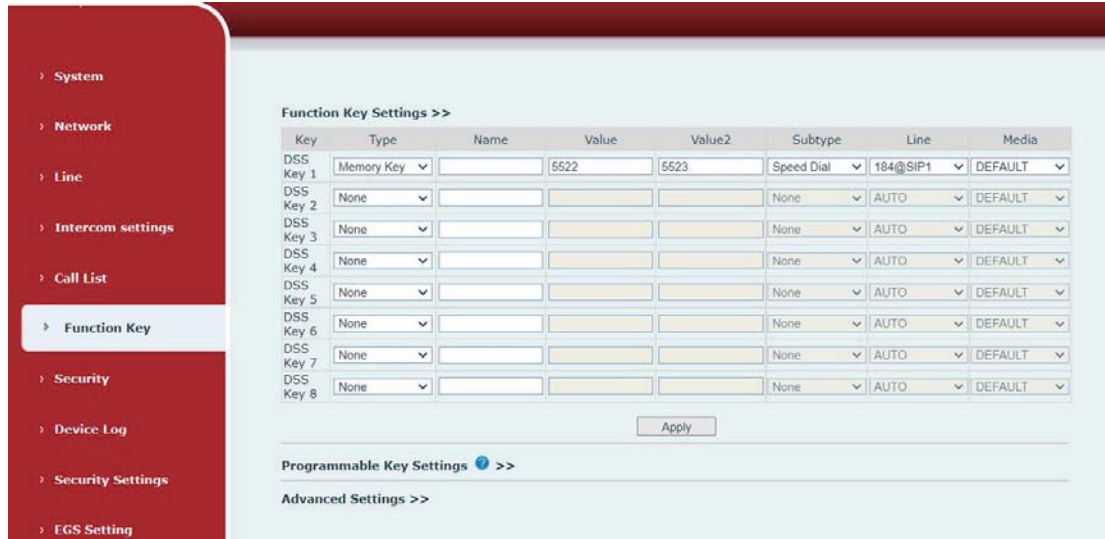 System
Network
Line
Intercom settings
Call List
Function Key
Security
Device Log
Security Settings
EGS Setting
Function Key Settings >>
Key Type Name Value Value2 Subtype Line Media
DSS Key 1 Memory Key 5522 5523 Speed Dial 184@SIP1 DEFAULT
DSS Key 2 None None AUTO DEFAULT
DSS Key 3 None None AUTO DEFAULT
DSS Key 4 None None AUTO DEFAULT
DSS Key 5 None None AUTO DEFAULT
DSS Key 6 None None AUTO DEFAULT
DSS Key 7 None None AUTO DEFAULT
DSS Key 8 None None AUTO DEFAULT
Apply
Programmable Key Settings ? >>
Advanced Settings >>